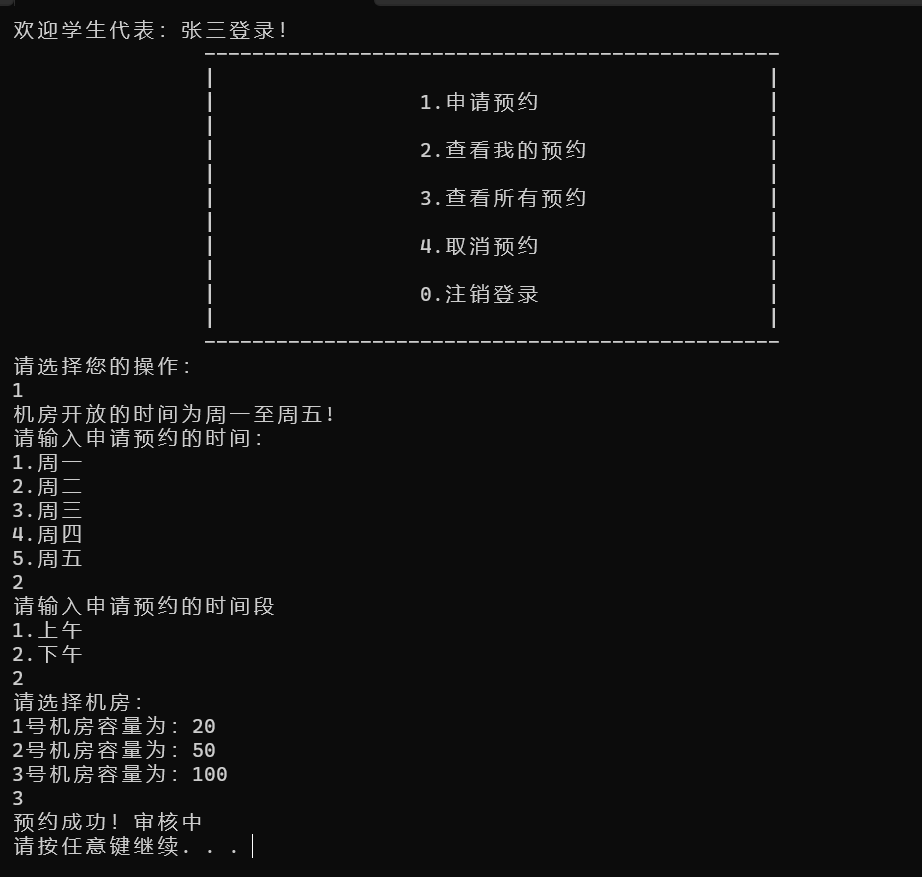 欢迎学生代表：张三登录！
1.申请预约
2.查看我的预约
3.查看所有预约
4.取消预约
0.注销登录
请选择您的操作：
1
机房开放的时间为周一至周五！
请输入申请预约的时间：
1.周一
2.周二
3.周三
4.周四
5.周五
2
请输入申请预约的时间段
1.上午
2.下午
2
请选择机房：
1号机房容量为：20
2号机房容量为：50
3号机房容量为：100
3
预约成功！审核中
请按任意键继续. . .